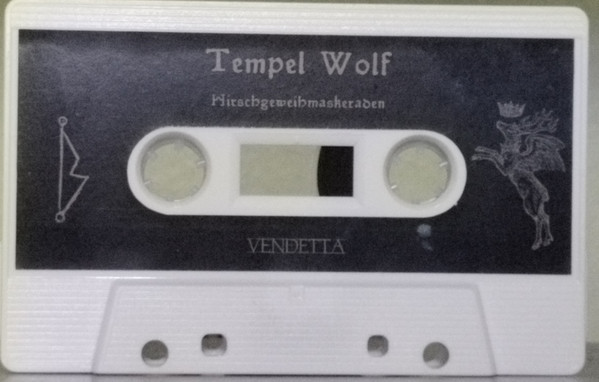 Tempel Wolf
Hirschgeweihmaskeraden
VENDETTA